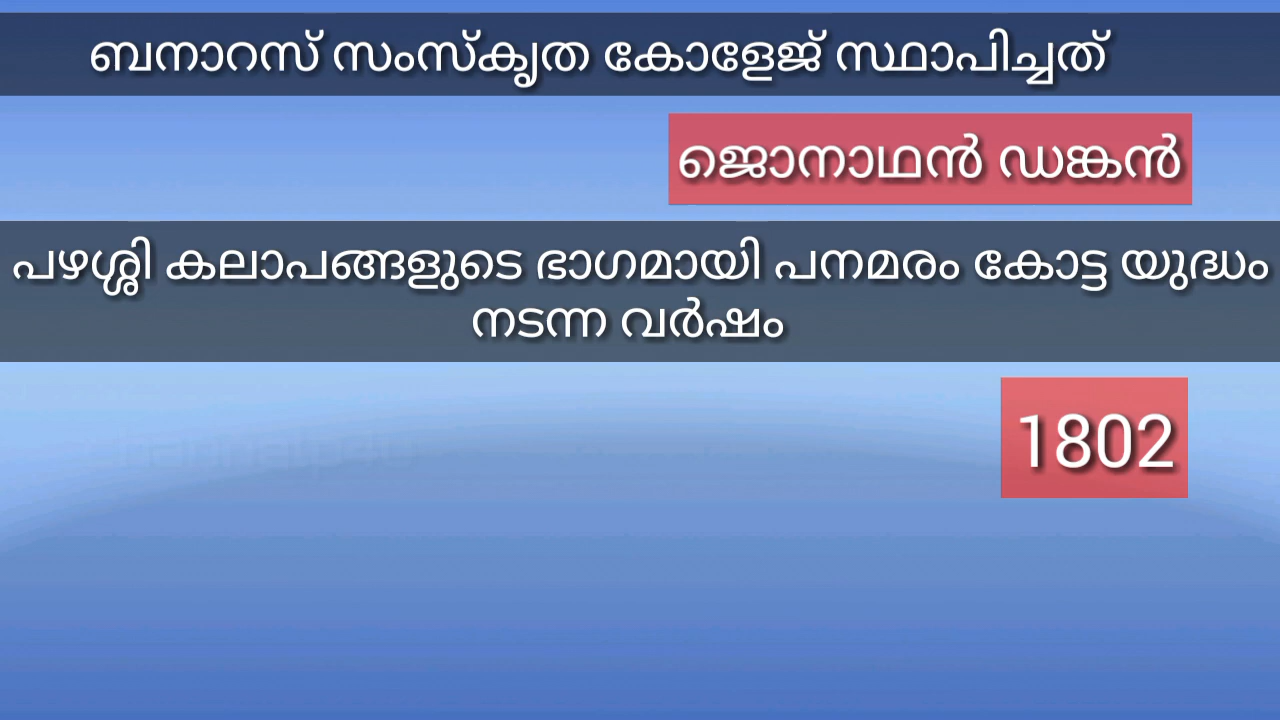 ബനാറസ് സംസ്കൃത കോളേജ് സ്ഥാപിച്ചത്
ജൊനാഥൻ ഡങ്കൻ
പഴശ്ശി കലാപങ്ങളുടെ ഭാഗമായി പനമരം കോട്ട യുദ്ധം
നടന്ന വർഷം
1802